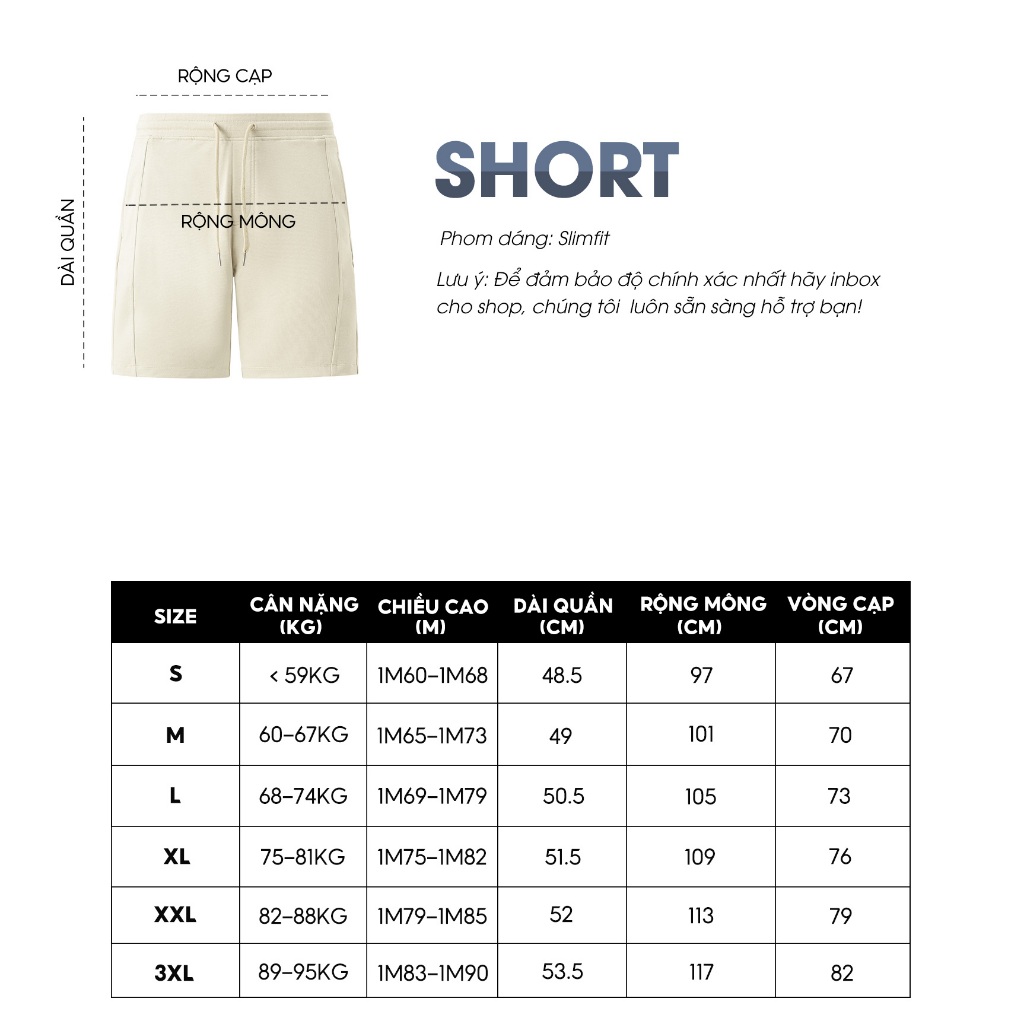 RỘNG CẠP
DÀI QUẦN
RỘNG MÔNG
SHORT
Phom dáng: Slimfit
Lưu ý: Để đảm bảo độ chính xác nhất hãy inbox
cho shop, chúng tôi luôn sẵn sàng hỗ trợ bạn!
SIZE CÂN NẶNG (KG) CHIỀU CAO (M) DÀI QUẦN (CM) RỘNG MÔNG (CM) VÒNG CẠP (CM)
S < 59KG 1M60–1M68 48.5 97 67
M 60–67KG 1M65–1M73 49 101 70
L 68–74KG 1M69–1M79 50.5 105 73
XL 75–81KG 1M75–1M82 51.5 109 76
XXL 82–88KG 1M79–1M85 52 113 79
3XL 89–95KG 1M83–1M90 53.5 117 82